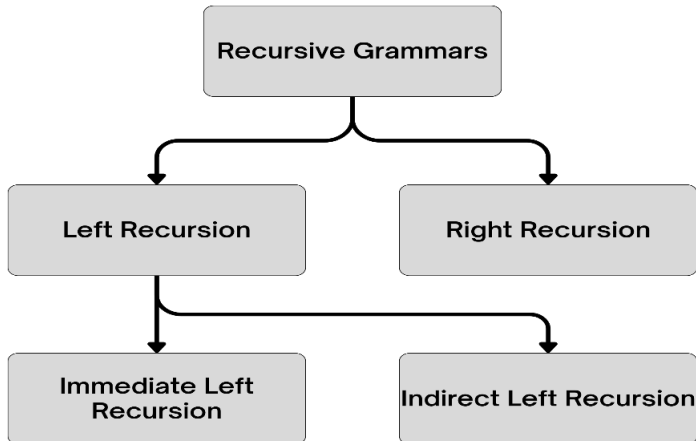 Recursive Grammars
Left Recursion
Right Recursion
Immediate Left
Recursion
Indirect Left Recursion